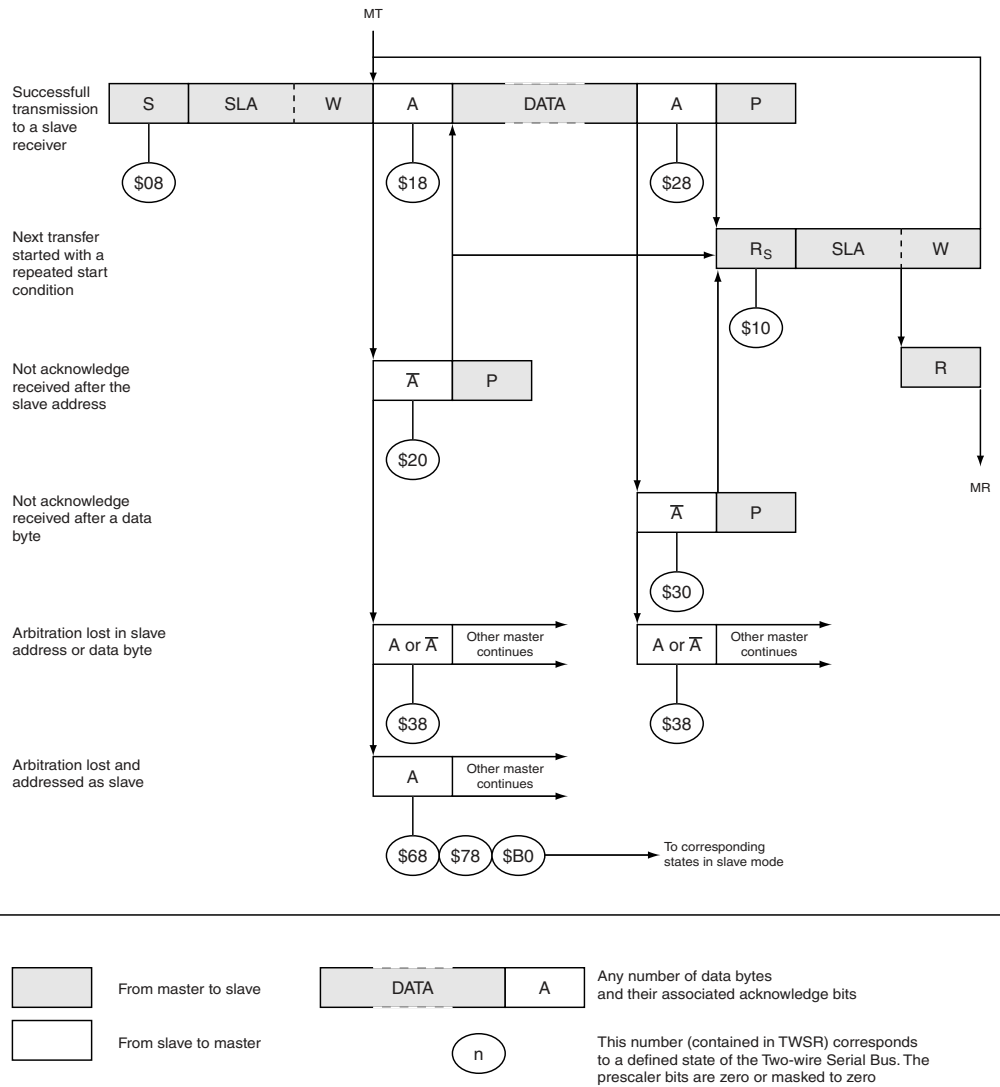 MT
Successfull
transmission
to a slave
receiver
S SLA W A DATA A P
$08 $18 $28
Next transfer
started with a
repeated start
condition
RS SLA W
$10
Not acknowledge
received after the
slave address
A̅ P
R
$20
MR
Not acknowledge
received after a data
byte
A̅ P
$30
Arbitration lost in slave
address or data byte
A or A̅ Other master
continues
A or A̅ Other master
continues
$38 $38
Arbitration lost and
addressed as slave
A Other master
continues
$68 $78 $B0
To corresponding
states in slave mode
From master to slave
DATA A
Any number of data bytes
and their associated acknowledge bits
From slave to master
n
This number (contained in TWSR) corresponds
to a defined state of the Two-wire Serial Bus. The
prescaler bits are zero or masked to zero